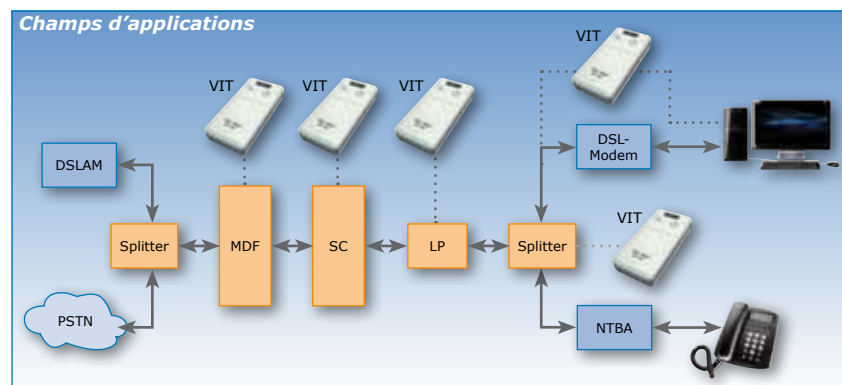 Champs d’applications
VIT
VIT
VIT
VIT
DSLAM
DSL-
Modem
Splitter
MDF
SC
LP
Splitter
VIT
PSTN
NTBA